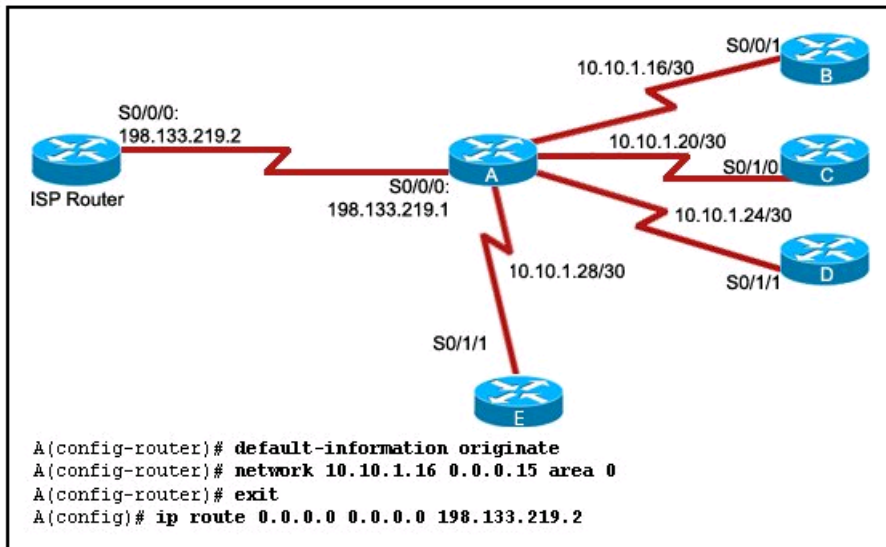 S0/0/1
B
10.10.1.16/30
S0/0/0:
198.133.219.2
10.10.1.20/30
ISP Router
A
S0/1/0
C
S0/0/0:
198.133.219.1
10.10.1.24/30
10.10.1.28/30
D
S0/1/1
S0/1/1
E
A(config-router)# default-information originate
A(config-router)# network 10.10.1.16 0.0.0.15 area 0
A(config-router)# exit
A(config)# ip route 0.0.0.0 0.0.0.0 198.133.219.2